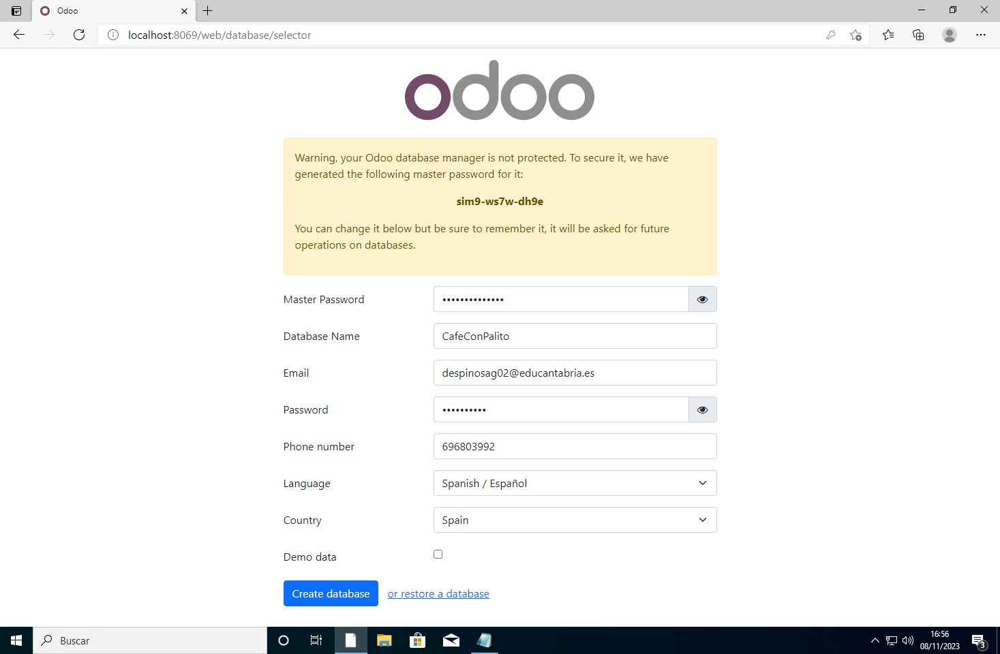 Odoo
localhost:8069/web/database/selector
odoo
Warning, your Odoo database manager is not protected. To secure it, we have
generated the following master password for it:
sim9-ws7w-dh9e
You can change it below but be sure to remember it, it will be asked for future
operations on databases.
Master Password ••••••••••••••
Database Name CafeConPalito
Email despinosag02@educantabria.es
Password ••••••••••
Phone number 696803992
Language Spanish / Español
Country Spain
Demo data
Create database or restore a database
Buscar
16:56
08/11/2023
3